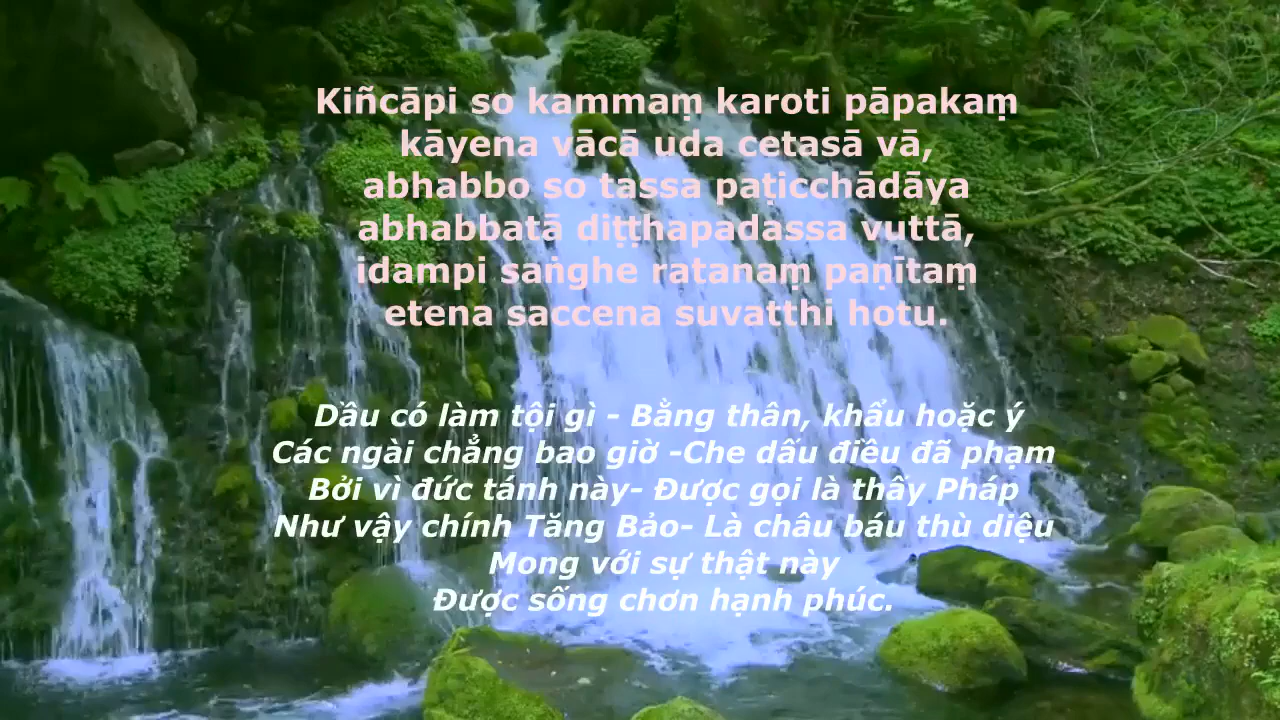 Kiñcāpi so kammaṃ karoti pāpakaṃ
kāyena vācā uda cetasā vā,
abhabbo so tassa paṭicchādāya
abhabbatā diṭṭhapadassa vuttā,
idampi saṅghe ratanaṃ paṇītaṃ
etena saccena suvatthi hotu.
Dầu có làm tội gì - Bằng thân, khẩu hoặc ý
Các ngài chẳng bao giờ -Che dấu điều đã phạm
Bởi vì đức tánh này- Được gọi là thấy Pháp
Như vậy chính Tăng Bảo- Là châu báu thù diệu
Mong với sự thật này
Được sống chơn hạnh phúc.